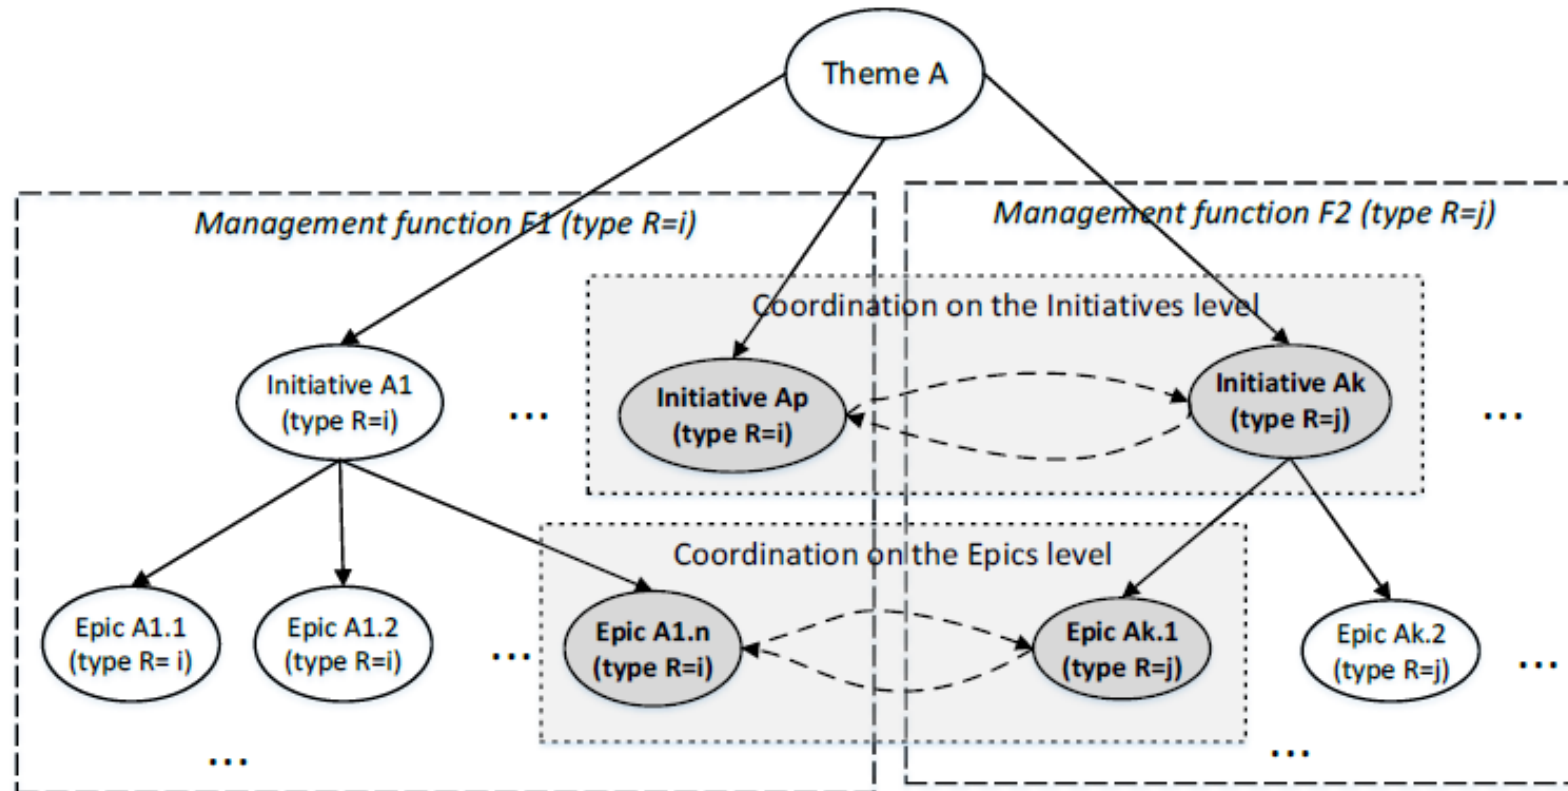 Theme A
Management function F1 (type R=i)
Management function F2 (type R=j)
Coordination on the Initiatives level
Initiative A1
(type R=i)
...
Initiative Ap
(type R=i)
Initiative Ak
(type R=j)
...
Coordination on the Epics level
Epic A1.1
(type R= i)
Epic A1.2
(type R=i)
...
Epic A1.n
(type R=i)
Epic Ak.1
(type R=j)
Epic Ak.2
(type R=j)
...
...
...